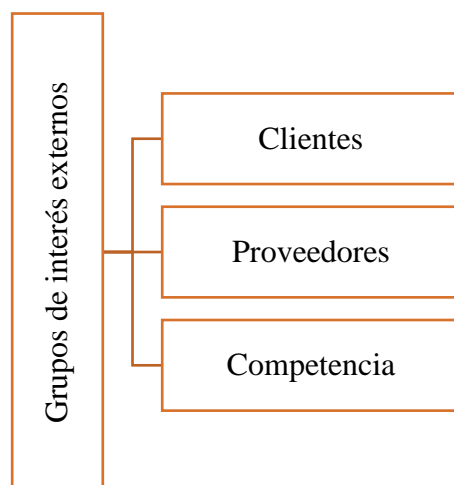 Grupos de interés externos
Clientes
Proveedores
Competencia